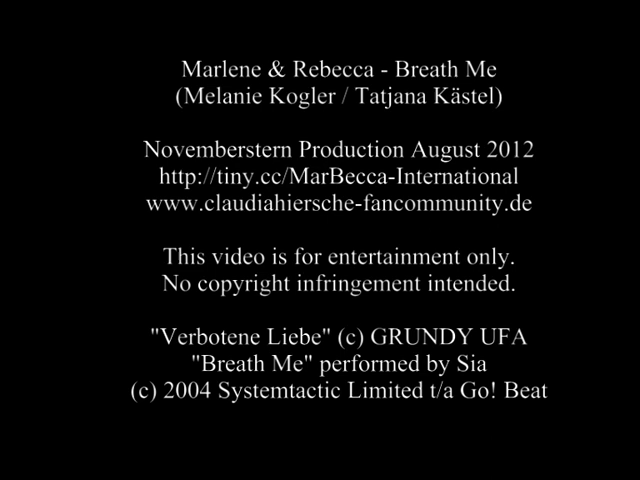 Marlene & Rebecca - Breath Me
(Melanie Kogler / Tatjana Kästel)
Novemberstern Production August 2012
http://tiny.cc/MarBecca-International
www.claudiahiersche-fancommunity.de
This video is for entertainment only.
No copyright infringement intended.
"Verbotene Liebe" (c) GRUNDY UFA
"Breath Me" performed by Sia
(c) 2004 Systemtactic Limited t/a Go! Beat